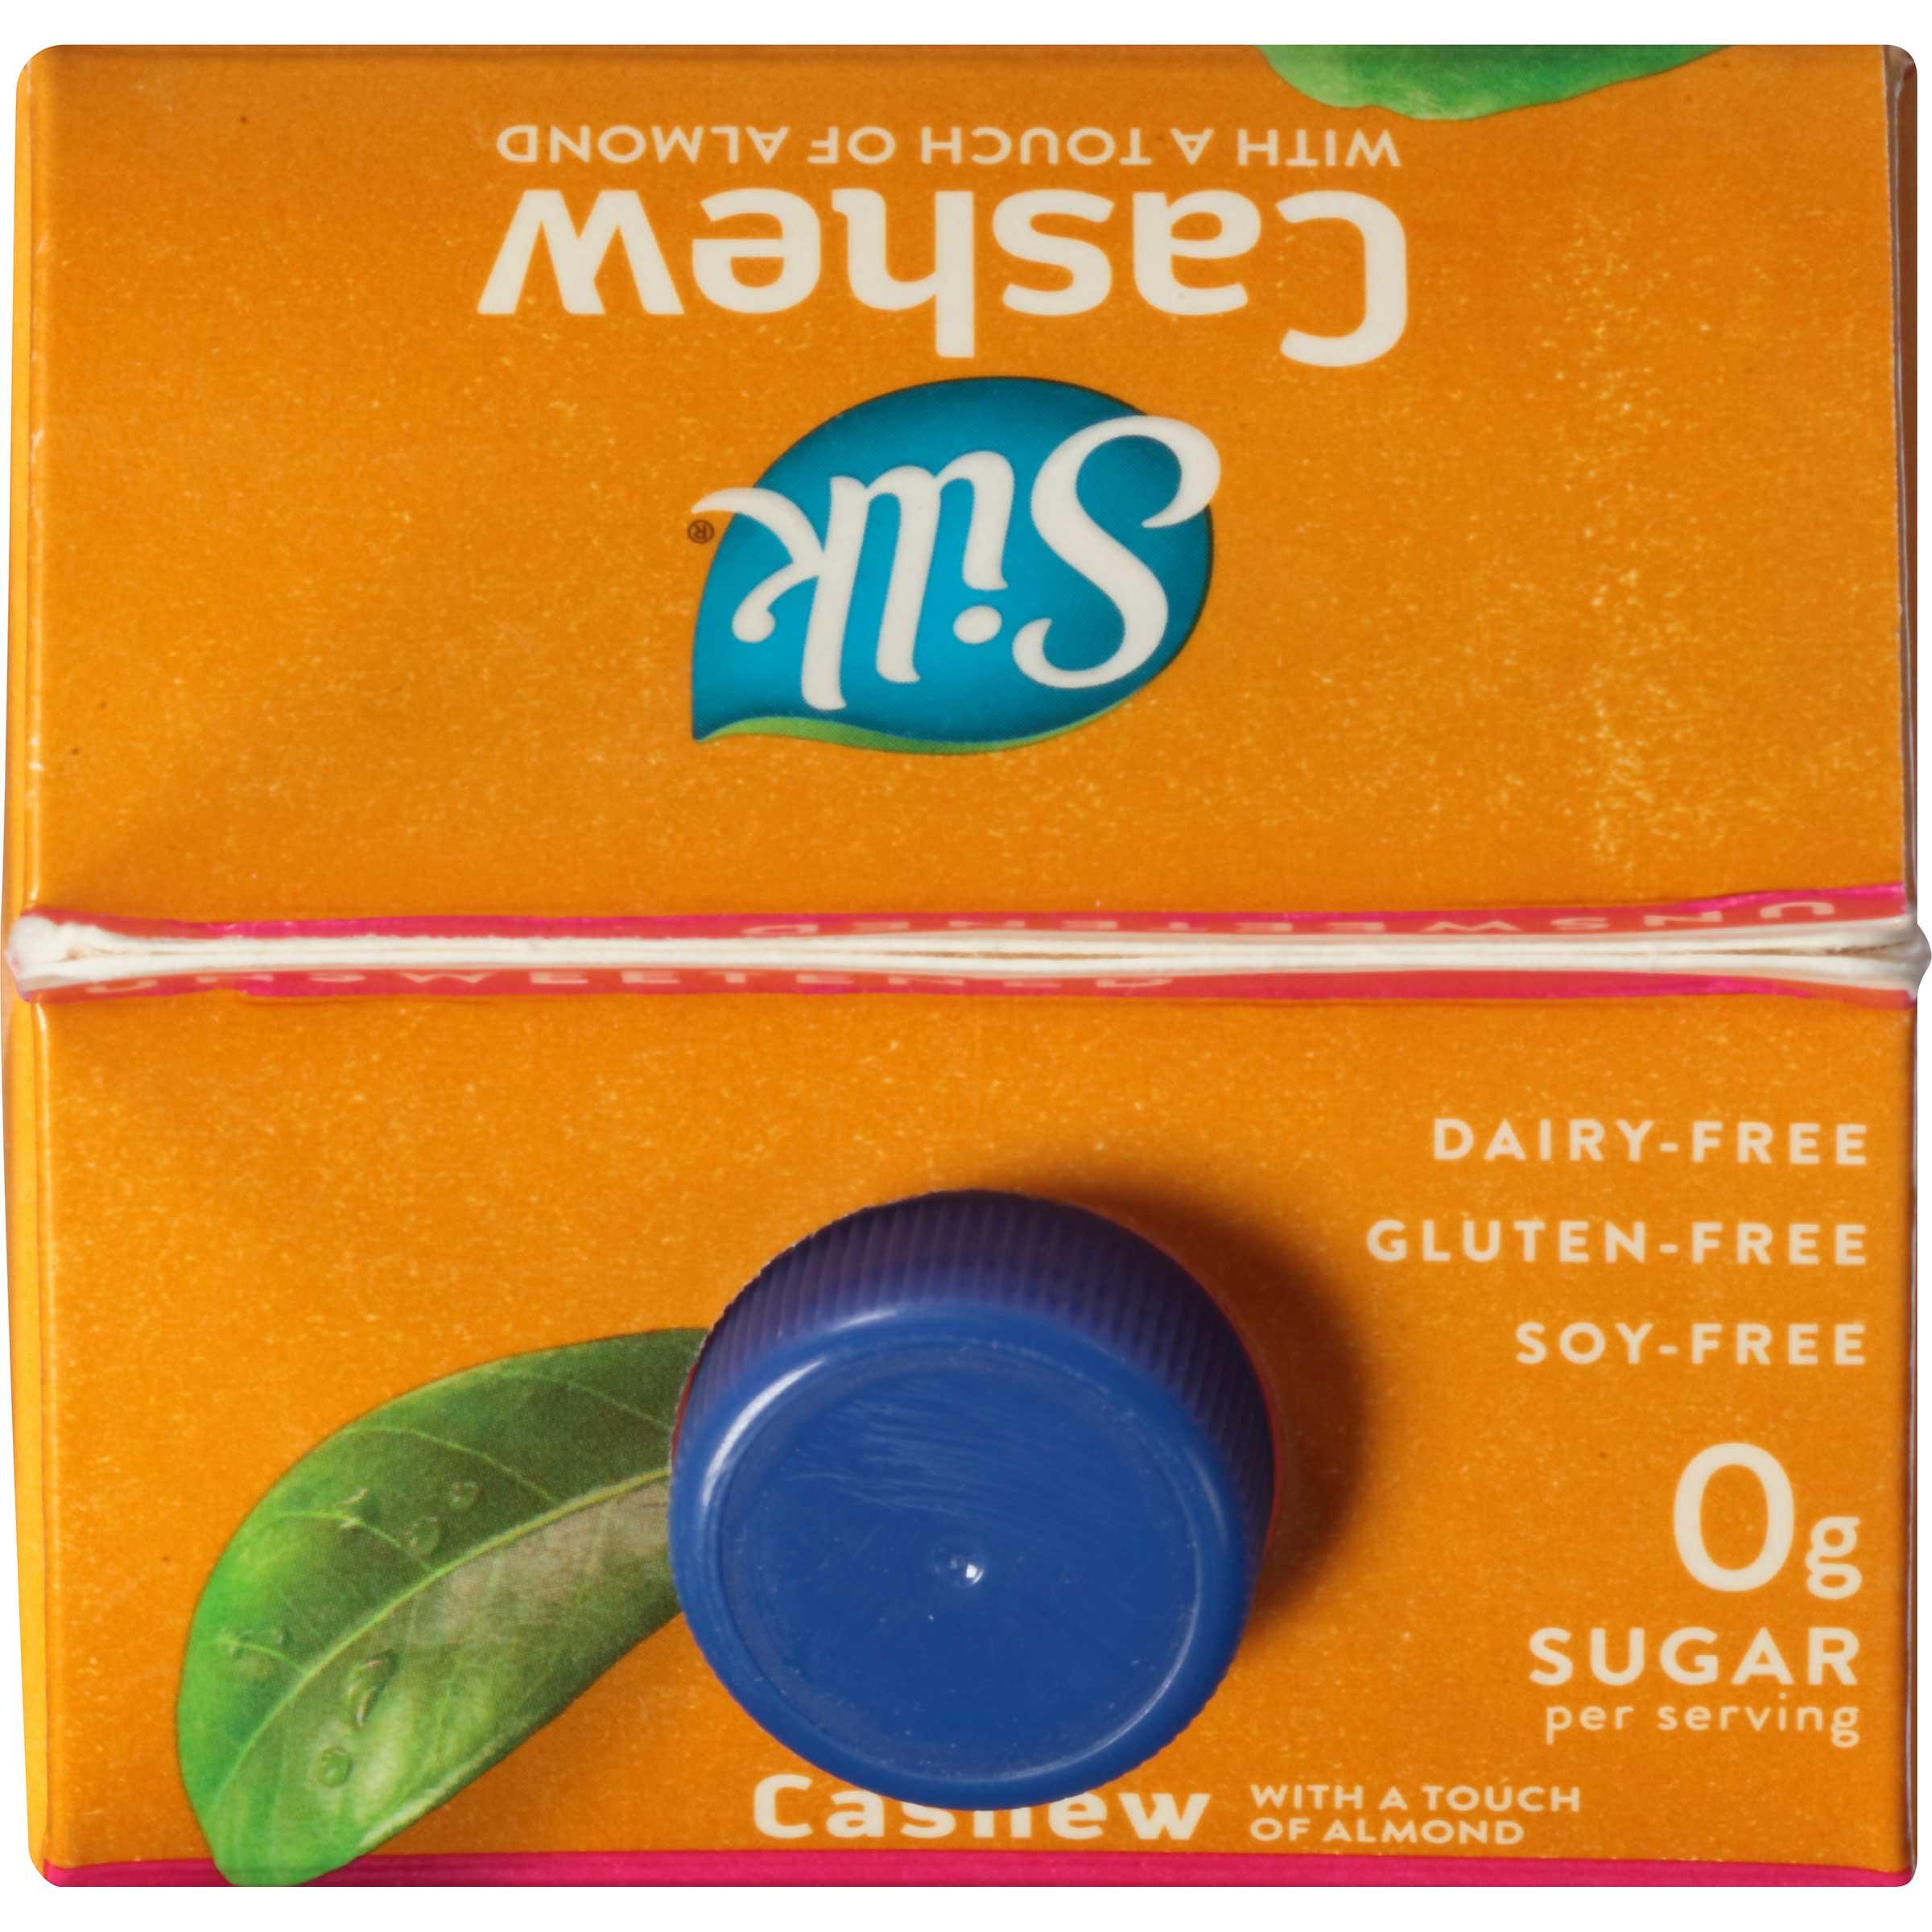 WITH A TOUCH OF ALMOND
Cashew
Silk®
UNSWEETENED
UNSWEETENED
DAIRY-FREE
GLUTEN-FREE
SOY-FREE
0g
SUGAR
per serving
Cashew WITH A TOUCH
OF ALMOND